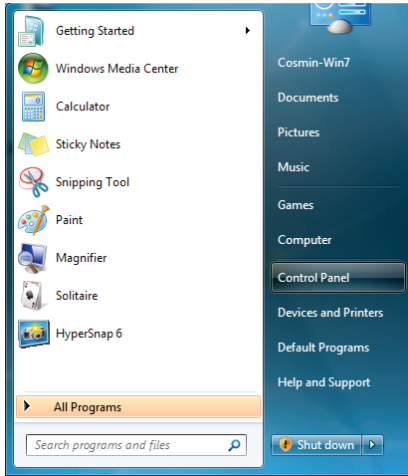 Getting Started
Windows Media Center
Calculator
Sticky Notes
Snipping Tool
Paint
Magnifier
Solitaire
HyperSnap 6
All Programs
Search programs and files
Cosmin-Win7
Documents
Pictures
Music
Games
Computer
Control Panel
Devices and Printers
Default Programs
Help and Support
Shut down